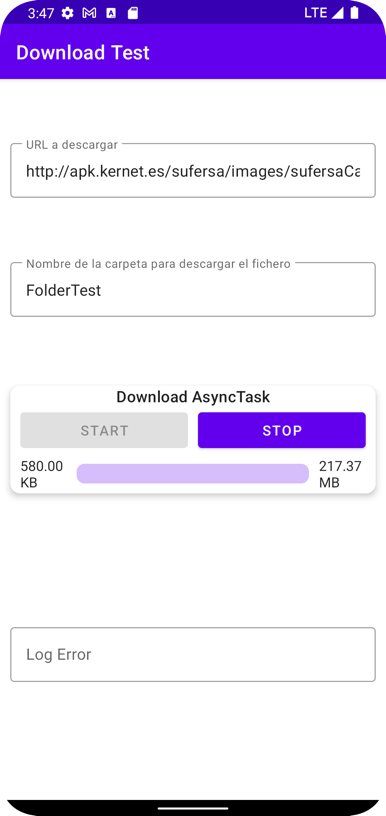 3:47 LTE
Download Test
URL a descargar
http://apk.kernet.es/sufersa/images/sufersaCa
Nombre de la carpeta para descargar el fichero
FolderTest
Download AsyncTask
START STOP
580.00 217.37
KB MB
Log Error